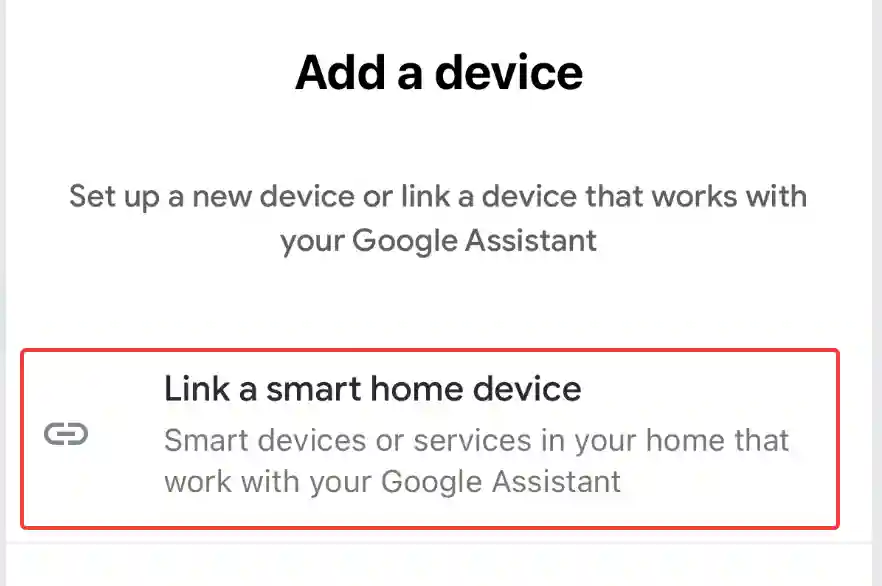 Add a device
Set up a new device or link a device that works with
your Google Assistant
Link a smart home device
Smart devices or services in your home that
work with your Google Assistant